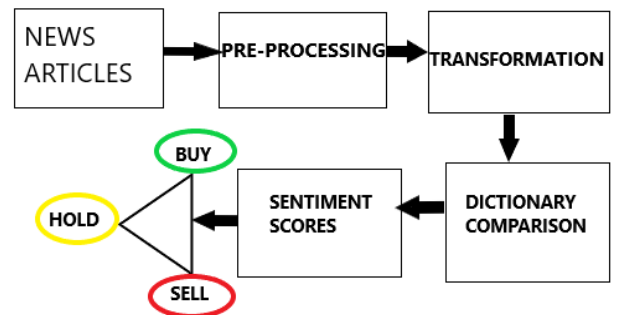 NEWS
ARTICLES
PRE-PROCESSING
TRANSFORMATION
DICTIONARY
COMPARISON
SENTIMENT
SCORES
BUY
HOLD
SELL